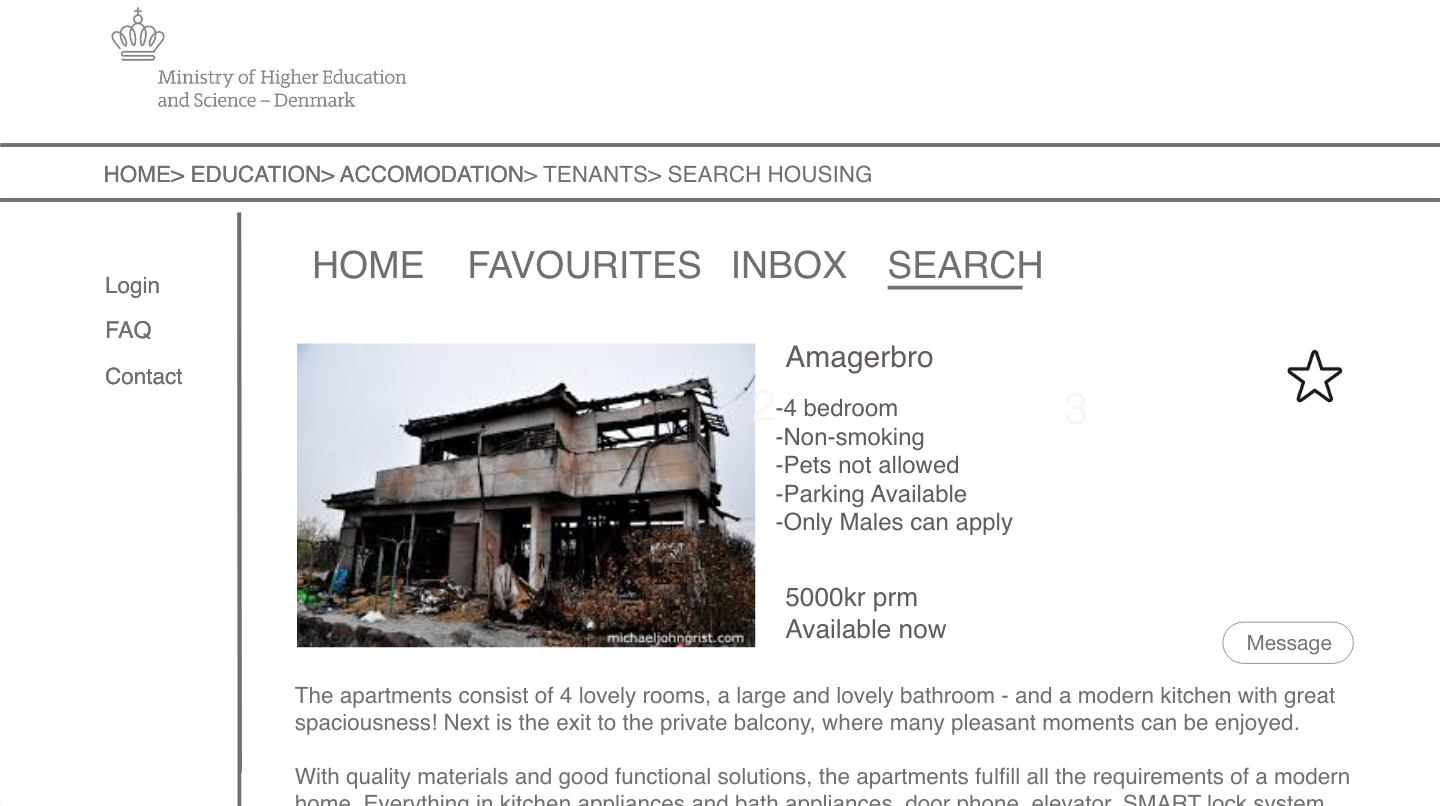 Ministry of Higher Education
and Science – Denmark
HOME> EDUCATION> ACCOMODATION> TENANTS> SEARCH HOUSING
Login
FAQ
Contact
HOME FAVOURITES INBOX SEARCH
Amagerbro
2
-4 bedroom
3
-Non-smoking
-Pets not allowed
-Parking Available
-Only Males can apply
5000kr prm
Available now
michaeljohngrist.com
Message
The apartments consist of 4 lovely rooms, a large and lovely bathroom - and a modern kitchen with great
spaciousness! Next is the exit to the private balcony, where many pleasant moments can be enjoyed.
With quality materials and good functional solutions, the apartments fulfill all the requirements of a modern
home. Everything in kitchen appliances and bath appliances, door phone, elevator, SMART lock system